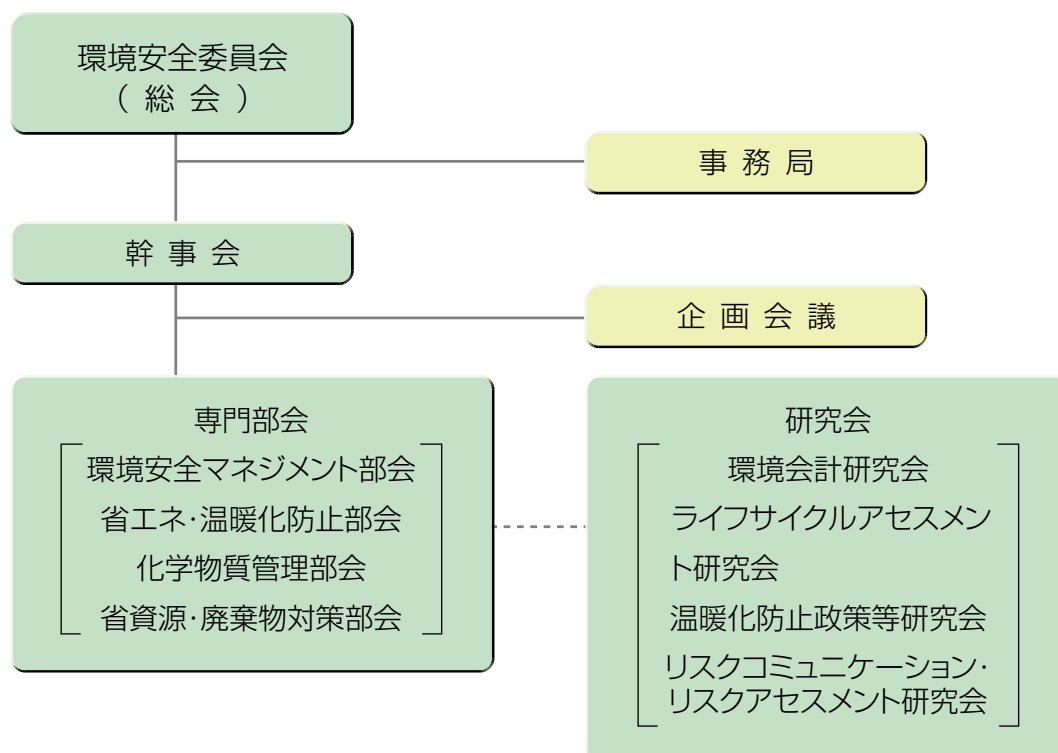 環境安全委員会
( 総 会 )
事 務 局
幹 事 会
企 画 会 議
専門部会
環境安全マネジメント部会
省エネ・温暖化防止部会
化学物質管理部会
省資源・廃棄物対策部会
研究会
環境会計研究会
ライフサイクルアセスメン
ト研究会
温暖化防止政策等研究会
リスクコミュニケーション・
リスクアセスメント研究会